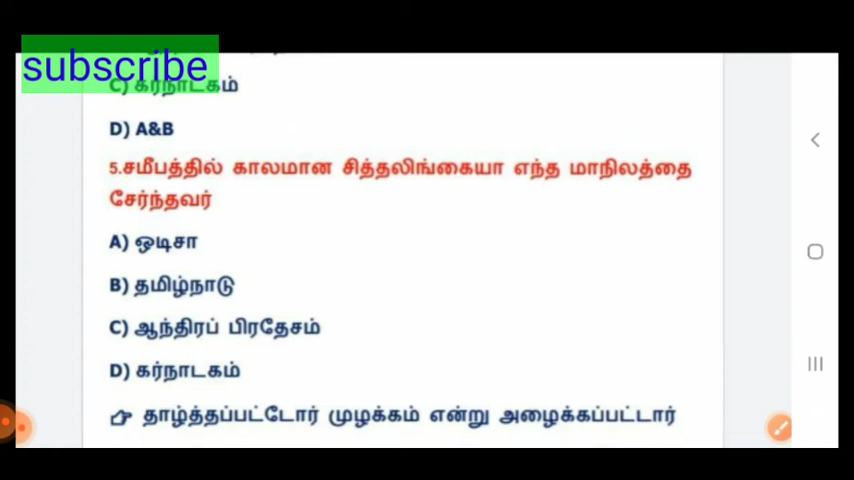 subscribe
C) கர்நாடகம்
D) A&B
5.சமீபத்தில் காலமான சித்தலிங்கையா எந்த மாநிலத்தை
சேர்ந்தவர்
A) ஒடிசா
B) தமிழ்நாடு
C) ஆந்திரப் பிரதேசம்
D) கர்நாடகம்
தாழ்த்தப்பட்டோர் முழக்கம் என்று அழைக்கப்பட்டார்